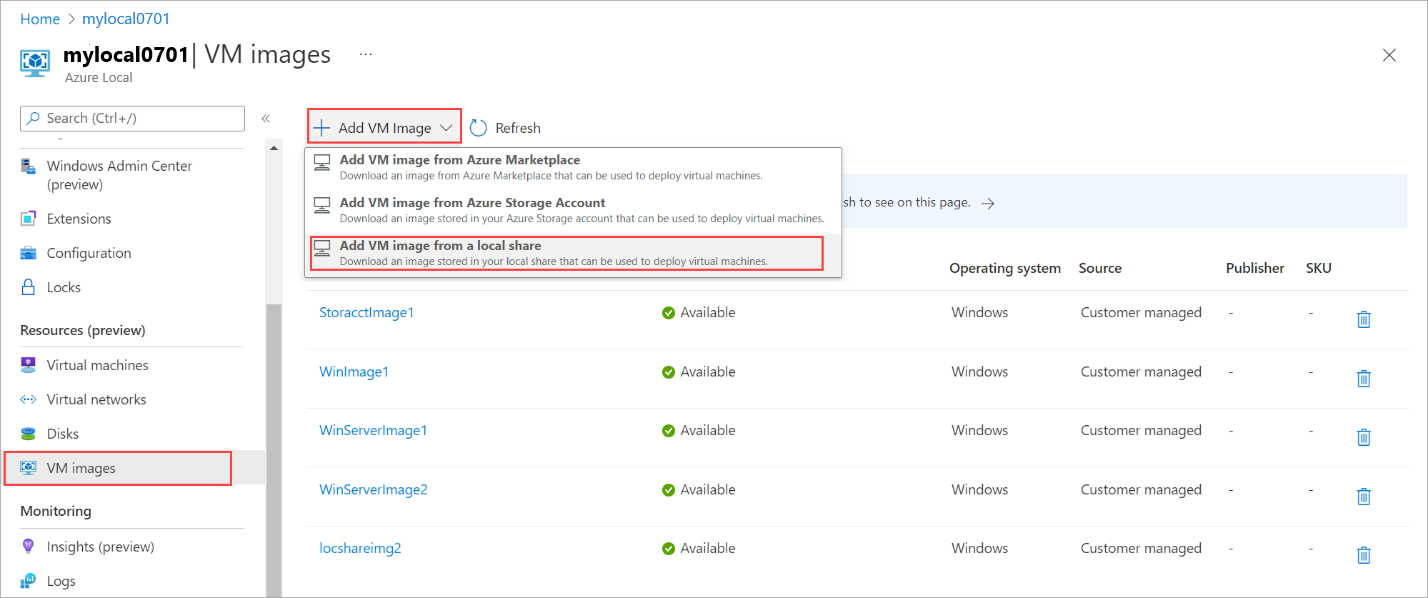 Home > mylocal0701
mylocal0701 | VM images ...
Azure Local
Search (Ctrl+/)
«
Windows Admin Center
(preview)
Extensions
Configuration
Locks
Resources (preview)
Virtual machines
Virtual networks
Disks
VM images
Monitoring
Insights (preview)
Logs
+ Add VM Image
Refresh
Add VM image from Azure Marketplace
Download an image from Azure Marketplace that can be used to deploy virtual machines.
Add VM image from Azure Storage Account
Download an image stored in your Azure Storage account that can be used to deploy virtual machines.
Add VM image from a local share
Download an image stored in your local share that can be used to deploy virtual machines.
to see on this page. →
Operating system Source Publisher SKU
StoracctImage1 Available Windows Customer managed - -
WinImage1 Available Windows Customer managed - -
WinServerImage1 Available Windows Customer managed - -
WinServerImage2 Available Windows Customer managed - -
locshareimg2 Available Windows Customer managed - -